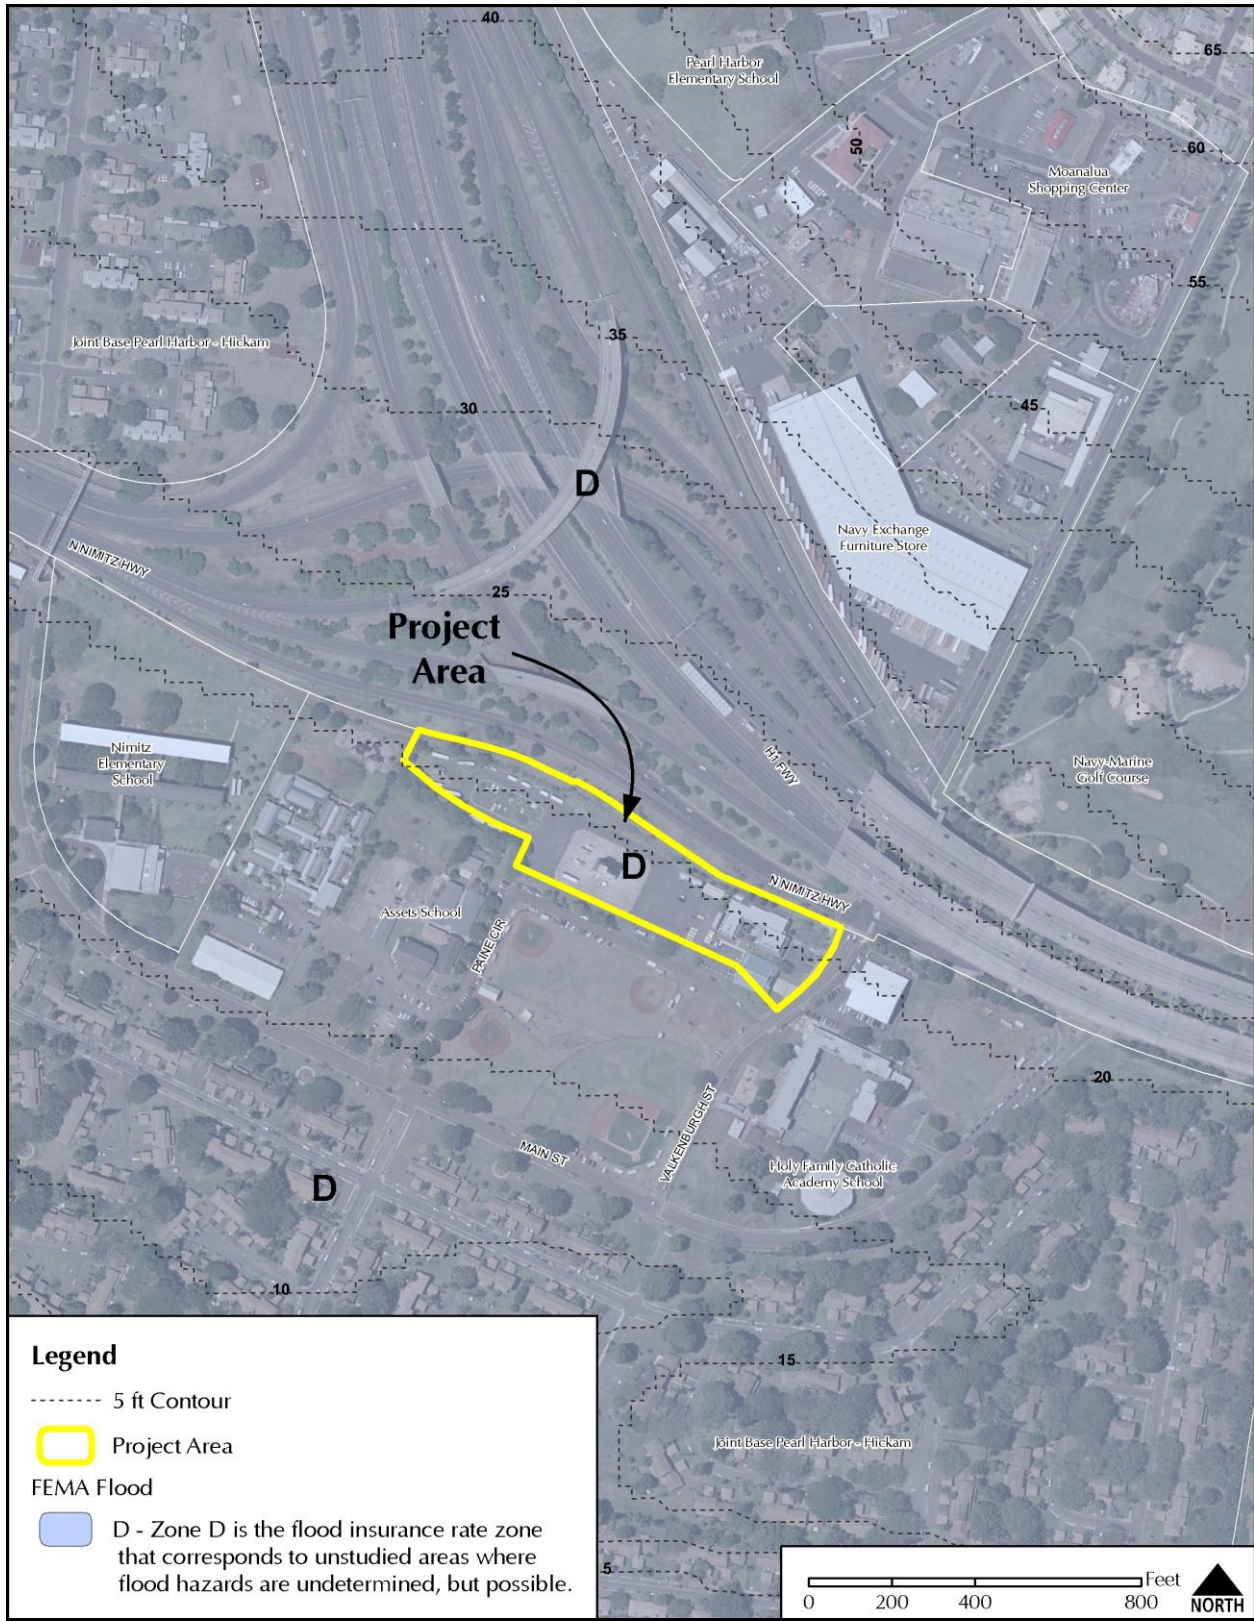 40
65
Pearl Harbor
Elementary School
50
60
Moanalua
Shopping Center
55
35
Joint Base Pearl Harbor - Hickam
30
45
D
Navy Exchange
Furniture Store
N NIMITZ HWY
25
Project
Area
Nimitz
Elementary
School
H1 FWY
Navy-Marine
Golf Course
D
N NIMITZ HWY
Assets School
PAINE CIR
20
VALKENBURGH ST
MAIN ST
Holy Family Catholic
Academy School
D
10
15
Joint Base Pearl Harbor - Hickam
5
Legend
5 ft Contour
Project Area
FEMA Flood
D - Zone D is the flood insurance rate zone
that corresponds to unstudied areas where
flood hazards are undetermined, but possible.
Feet
0 200 400 800
NORTH